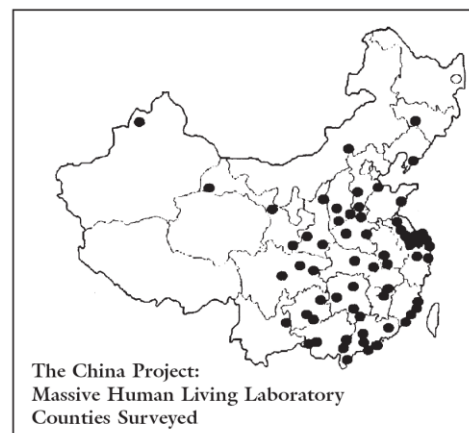 The China Project:
Massive Human Living Laboratory
Counties Surveyed